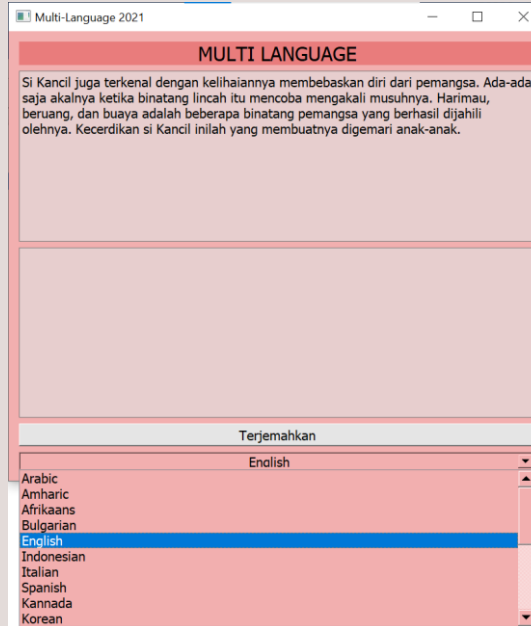 Multi-Language 2021
MULTI LANGUAGE
Si Kancil juga terkenal dengan kelihaiannya membebaskan diri dari pemangsa. Ada-ada
saja akalnya ketika binatang lincah itu mencoba mengakali musuhnya. Harimau,
beruang, dan buaya adalah beberapa binatang pemangsa yang berhasil dijahili
olehnya. Kecerdikan si Kancil inilah yang membuatnya digemari anak-anak.
Terjemahkan
English
Arabic
Amharic
Afrikaans
Bulgarian
English
Indonesian
Italian
Spanish
Kannada
Korean